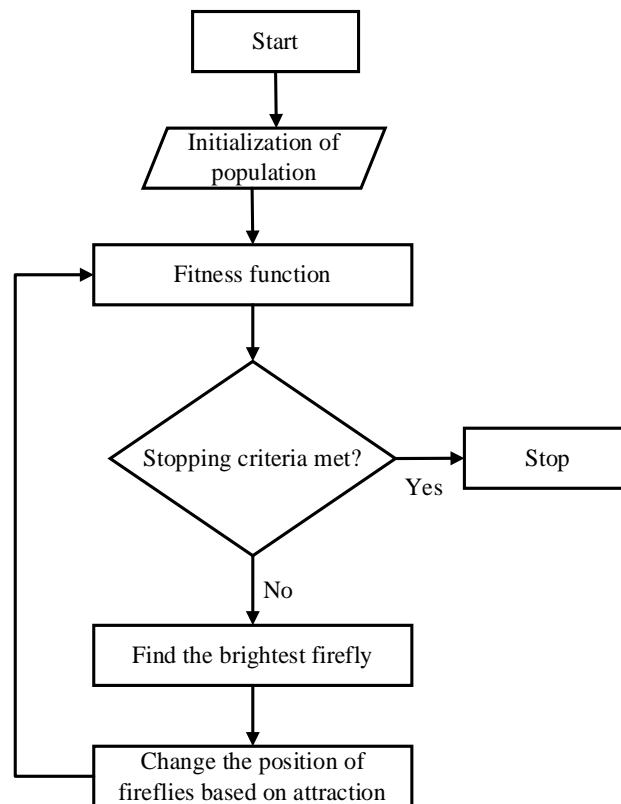 Start
Initialization of
population
Fitness function
Stopping criteria met?
Stop
Yes
No
Find the brightest firefly
Change the position of
fireflies based on attraction